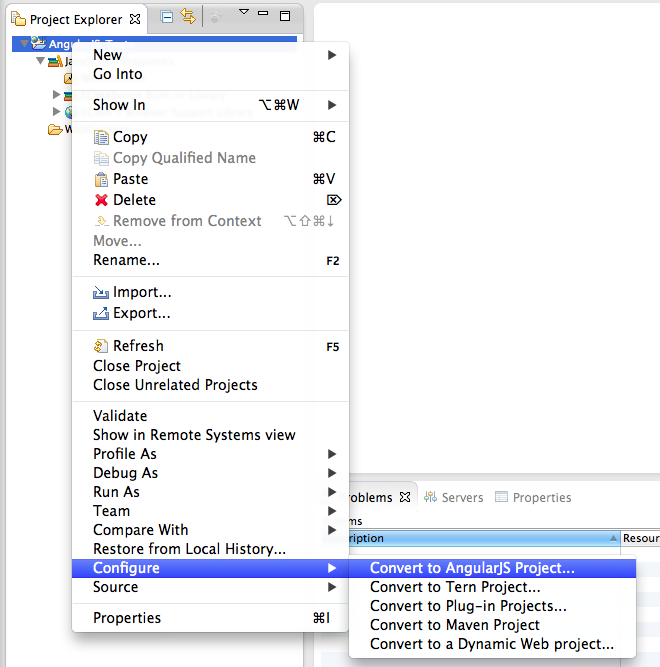 Project Explorer
AngularJS
New
Go Into
Show In ⌥⌘W
Copy ⌘C
Copy Qualified Name
Paste ⌘V
Delete ⌦
Remove from Context ⌥⇧⌘↓
Move...
Rename... F2
Import...
Export...
Refresh F5
Close Project
Close Unrelated Projects
Validate
Show in Remote Systems view
Profile As
Debug As
Run As
Team
Compare With
Restore from Local History...
Configure
Source
Properties ⌘I
oblems Servers Properties
ms
ription Resour
Convert to AngularJS Project...
Convert to Tern Project...
Convert to Plug-in Projects...
Convert to Maven Project
Convert to a Dynamic Web project...